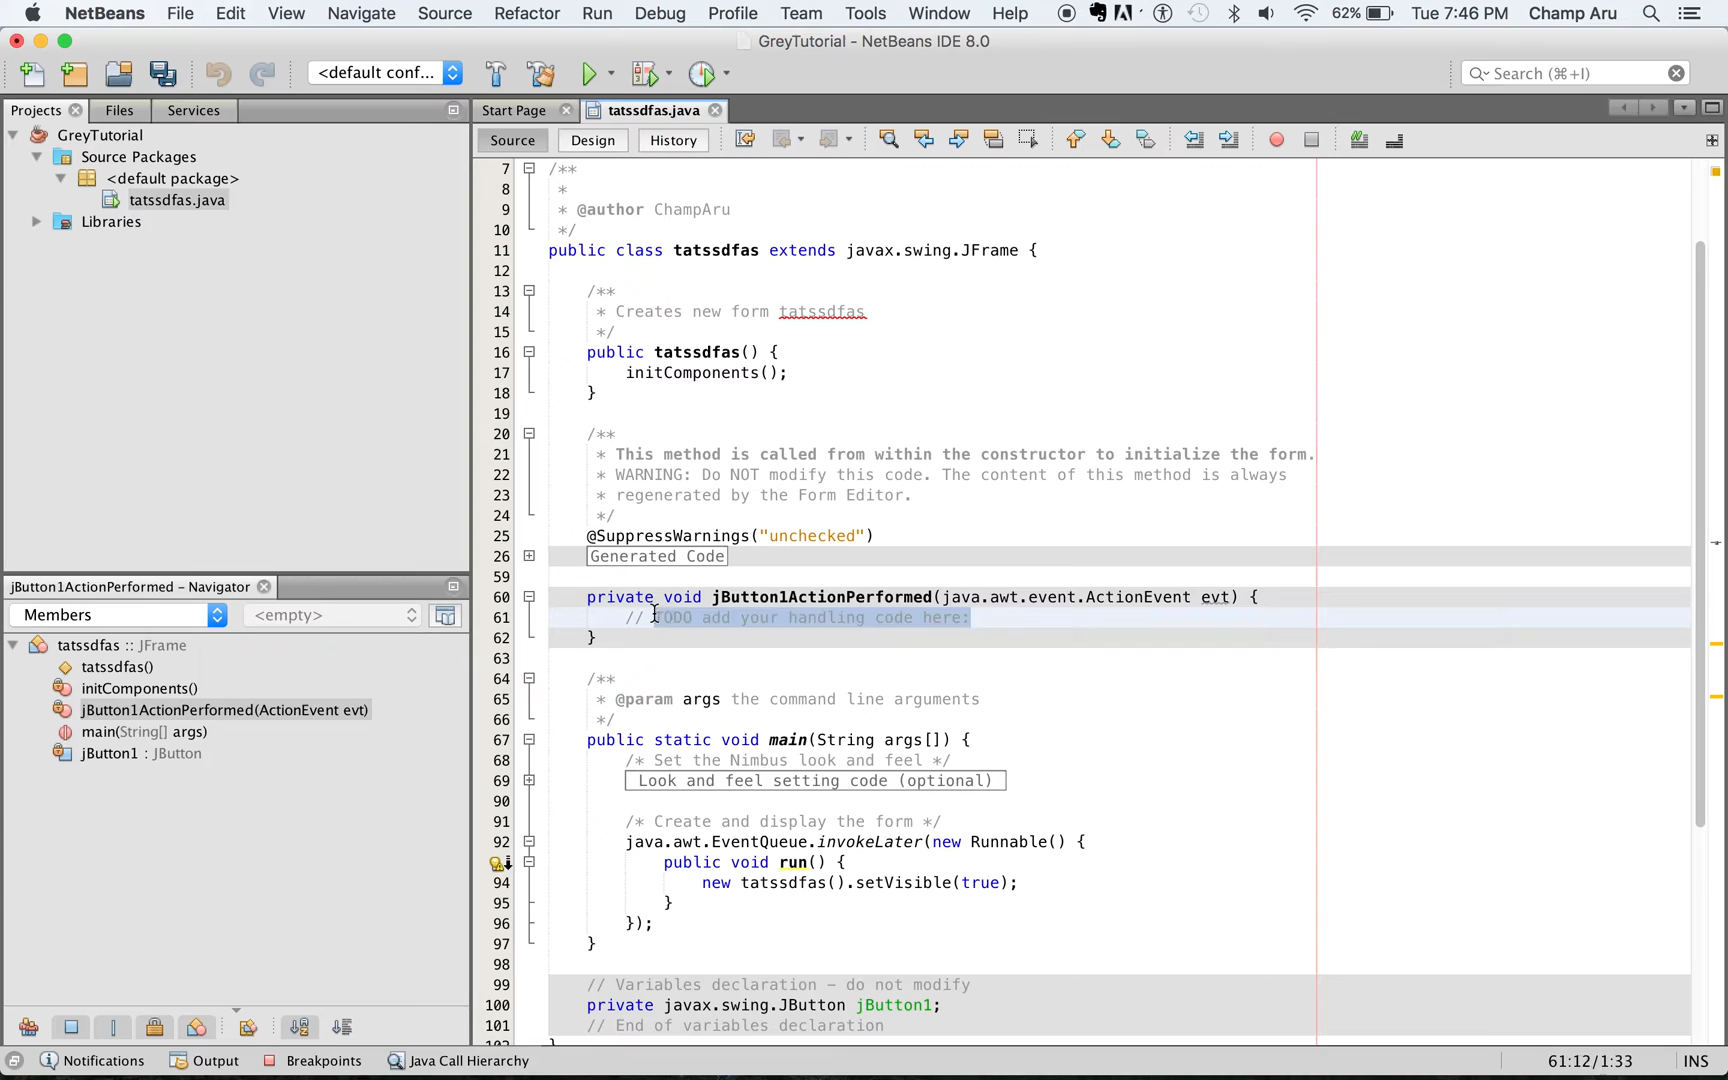 NetBeans File Edit View Navigate Source Refactor Run Debug Profile Team Tools Window Help 62% Tue 7:46 PM Champ Aru
GreyTutorial - NetBeans IDE 8.0
<default conf... Search (⌘+I)
Projects Files Services
Start Page tatssdfas.java
Source Design History
GreyTutorial
Source Packages
<default package>
tatssdfas.java
Libraries
7 /**
8 *
9 * @author ChampAru
10 */
11 public class tatssdfas extends javax.swing.JFrame {
12
13 /**
14 * Creates new form tatssdfas
15 */
16 public tatssdfas() {
17 initComponents();
18 }
19
20 /**
21 * This method is called from within the constructor to initialize the form.
22 * WARNING: Do NOT modify this code. The content of this method is always
23 * regenerated by the Form Editor.
24 */
25 @SuppressWarnings("unchecked")
26 Generated Code
59
60 private void jButton1ActionPerformed(java.awt.event.ActionEvent evt) {
61 // TODO add your handling code here:
62 }
63
64 /**
65 * @param args the command line arguments
66 */
67 public static void main(String args[]) {
68 /* Set the Nimbus look and feel */
69 Look and feel setting code (optional)
90
91 /* Create and display the form */
92 java.awt.EventQueue.invokeLater(new Runnable() {
public void run() {
94 new tatssdfas().setVisible(true);
95 }
96 });
97 }
98
99 // Variables declaration - do not modify
100 private javax.swing.JButton jButton1;
101 // End of variables declaration
102 }
jButton1ActionPerformed - Navigator
Members <empty>
tatssdfas :: JFrame
tatssdfas()
initComponents()
jButton1ActionPerformed(ActionEvent evt)
main(String[] args)
jButton1 : JButton
Notifications Output Breakpoints Java Call Hierarchy 61:12/1:33 INS